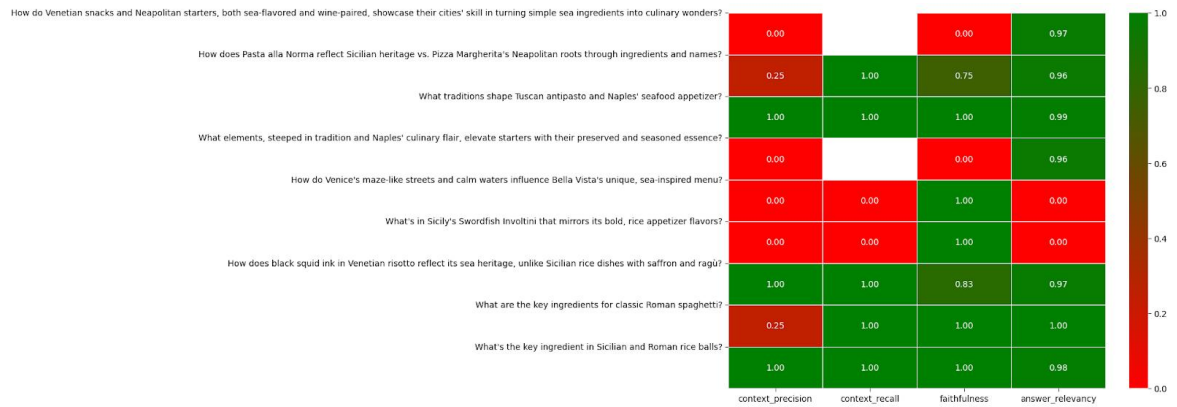 How do Venetian snacks and Neapolitan starters, both sea-flavored and wine-paired, showcase their cities' skill in turning simple sea ingredients into culinary wonders?
1.0
0.00 0.00 0.97
How does Pasta alla Norma reflect Sicilian heritage vs. Pizza Margherita's Neapolitan roots through ingredients and names?
0.25 1.00 0.75 0.96
0.8
What traditions shape Tuscan antipasto and Naples' seafood appetizer?
1.00 1.00 1.00 0.99
What elements, steeped in tradition and Naples' culinary flair, elevate starters with their preserved and seasoned essence?
0.00 0.00 0.96
0.6
How do Venice's maze-like streets and calm waters influence Bella Vista's unique, sea-inspired menu?
0.00 0.00 1.00 0.00
What's in Sicily's Swordfish Involtini that mirrors its bold, rice appetizer flavors?
0.4
0.00 0.00 1.00 0.00
How does black squid ink in Venetian risotto reflect its sea heritage, unlike Sicilian rice dishes with saffron and ragù?
1.00 1.00 0.83 0.97
What are the key ingredients for classic Roman spaghetti?
0.2
0.25 1.00 1.00 1.00
What's the key ingredient in Sicilian and Roman rice balls?
1.00 1.00 1.00 0.98
0.0
context_precision context_recall faithfulness answer_relevancy